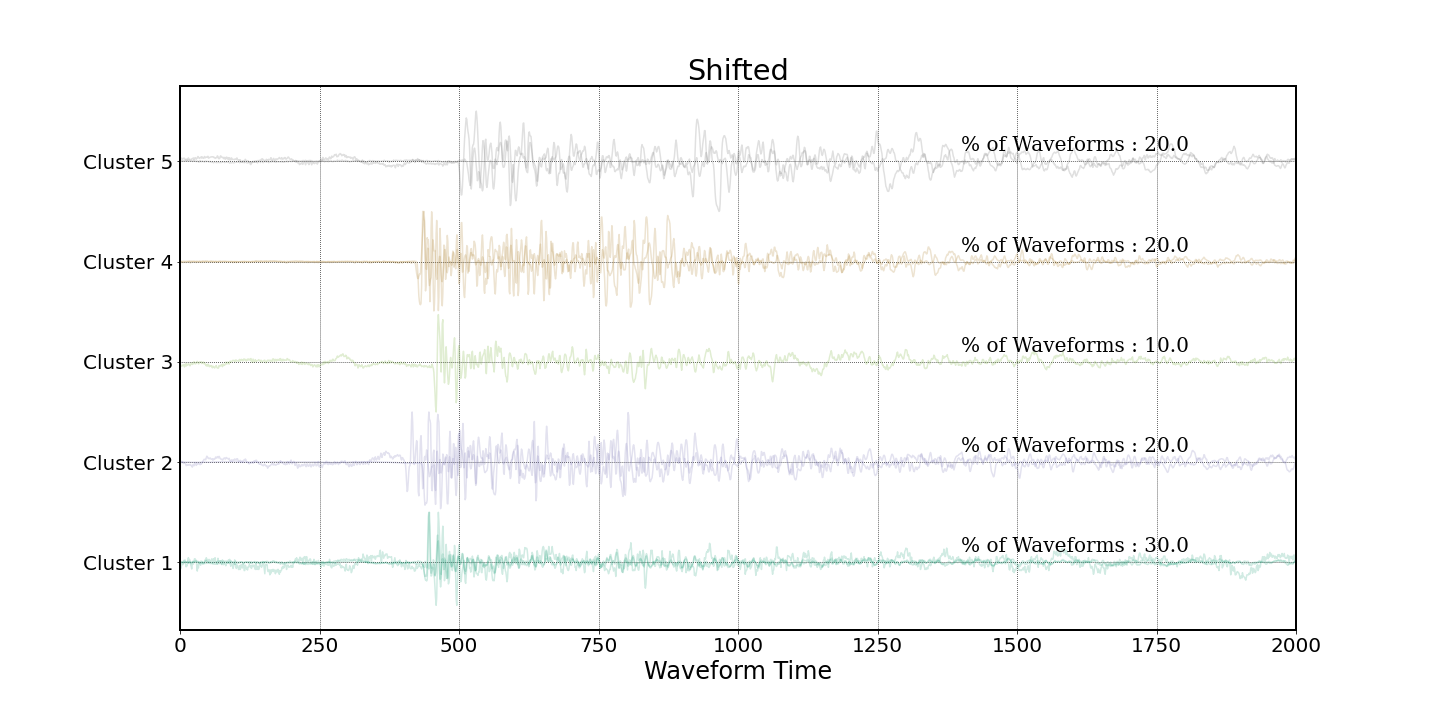 Shifted
Cluster 5
% of Waveforms : 20.0
Cluster 4
% of Waveforms : 20.0
Cluster 3
% of Waveforms : 10.0
Cluster 2
% of Waveforms : 20.0
Cluster 1
% of Waveforms : 30.0
0 250 500 750 1000 1250 1500 1750 2000
Waveform Time